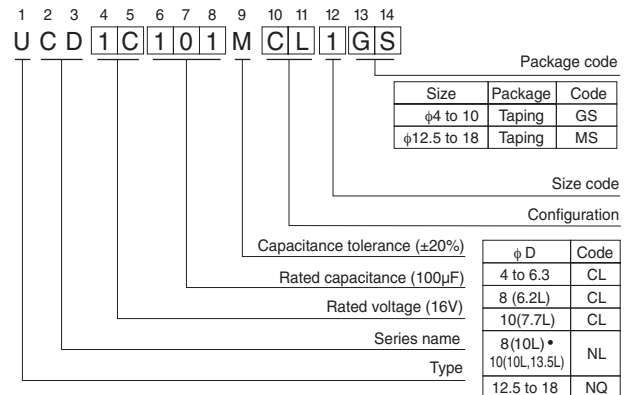 1 2 3 4 5 6 7 8 9 10 11 12 13 14
U C D 1 C 1 0 1 M C L 1 G S
Package code
Size Package Code
ϕ4 to 10 Taping GS
ϕ12.5 to 18 Taping MS
Size code
Configuration
Capacitance tolerance (±20%)
Rated capacitance (100µF)
Rated voltage (16V)
Series name
Type
ϕ D Code
4 to 6.3 CL
8 (6.2L) CL
10(7.7L) CL
8(10L) •
10(10L,13.5L) NL
12.5 to 18 NQ